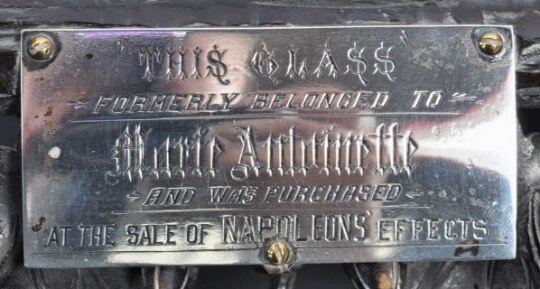 "THIS GLASS"
FORMERLY BELONGED TO
Marie Antoinette
AND WAS PURCHASED
AT THE SALE OF NAPOLEONS EFFECTS